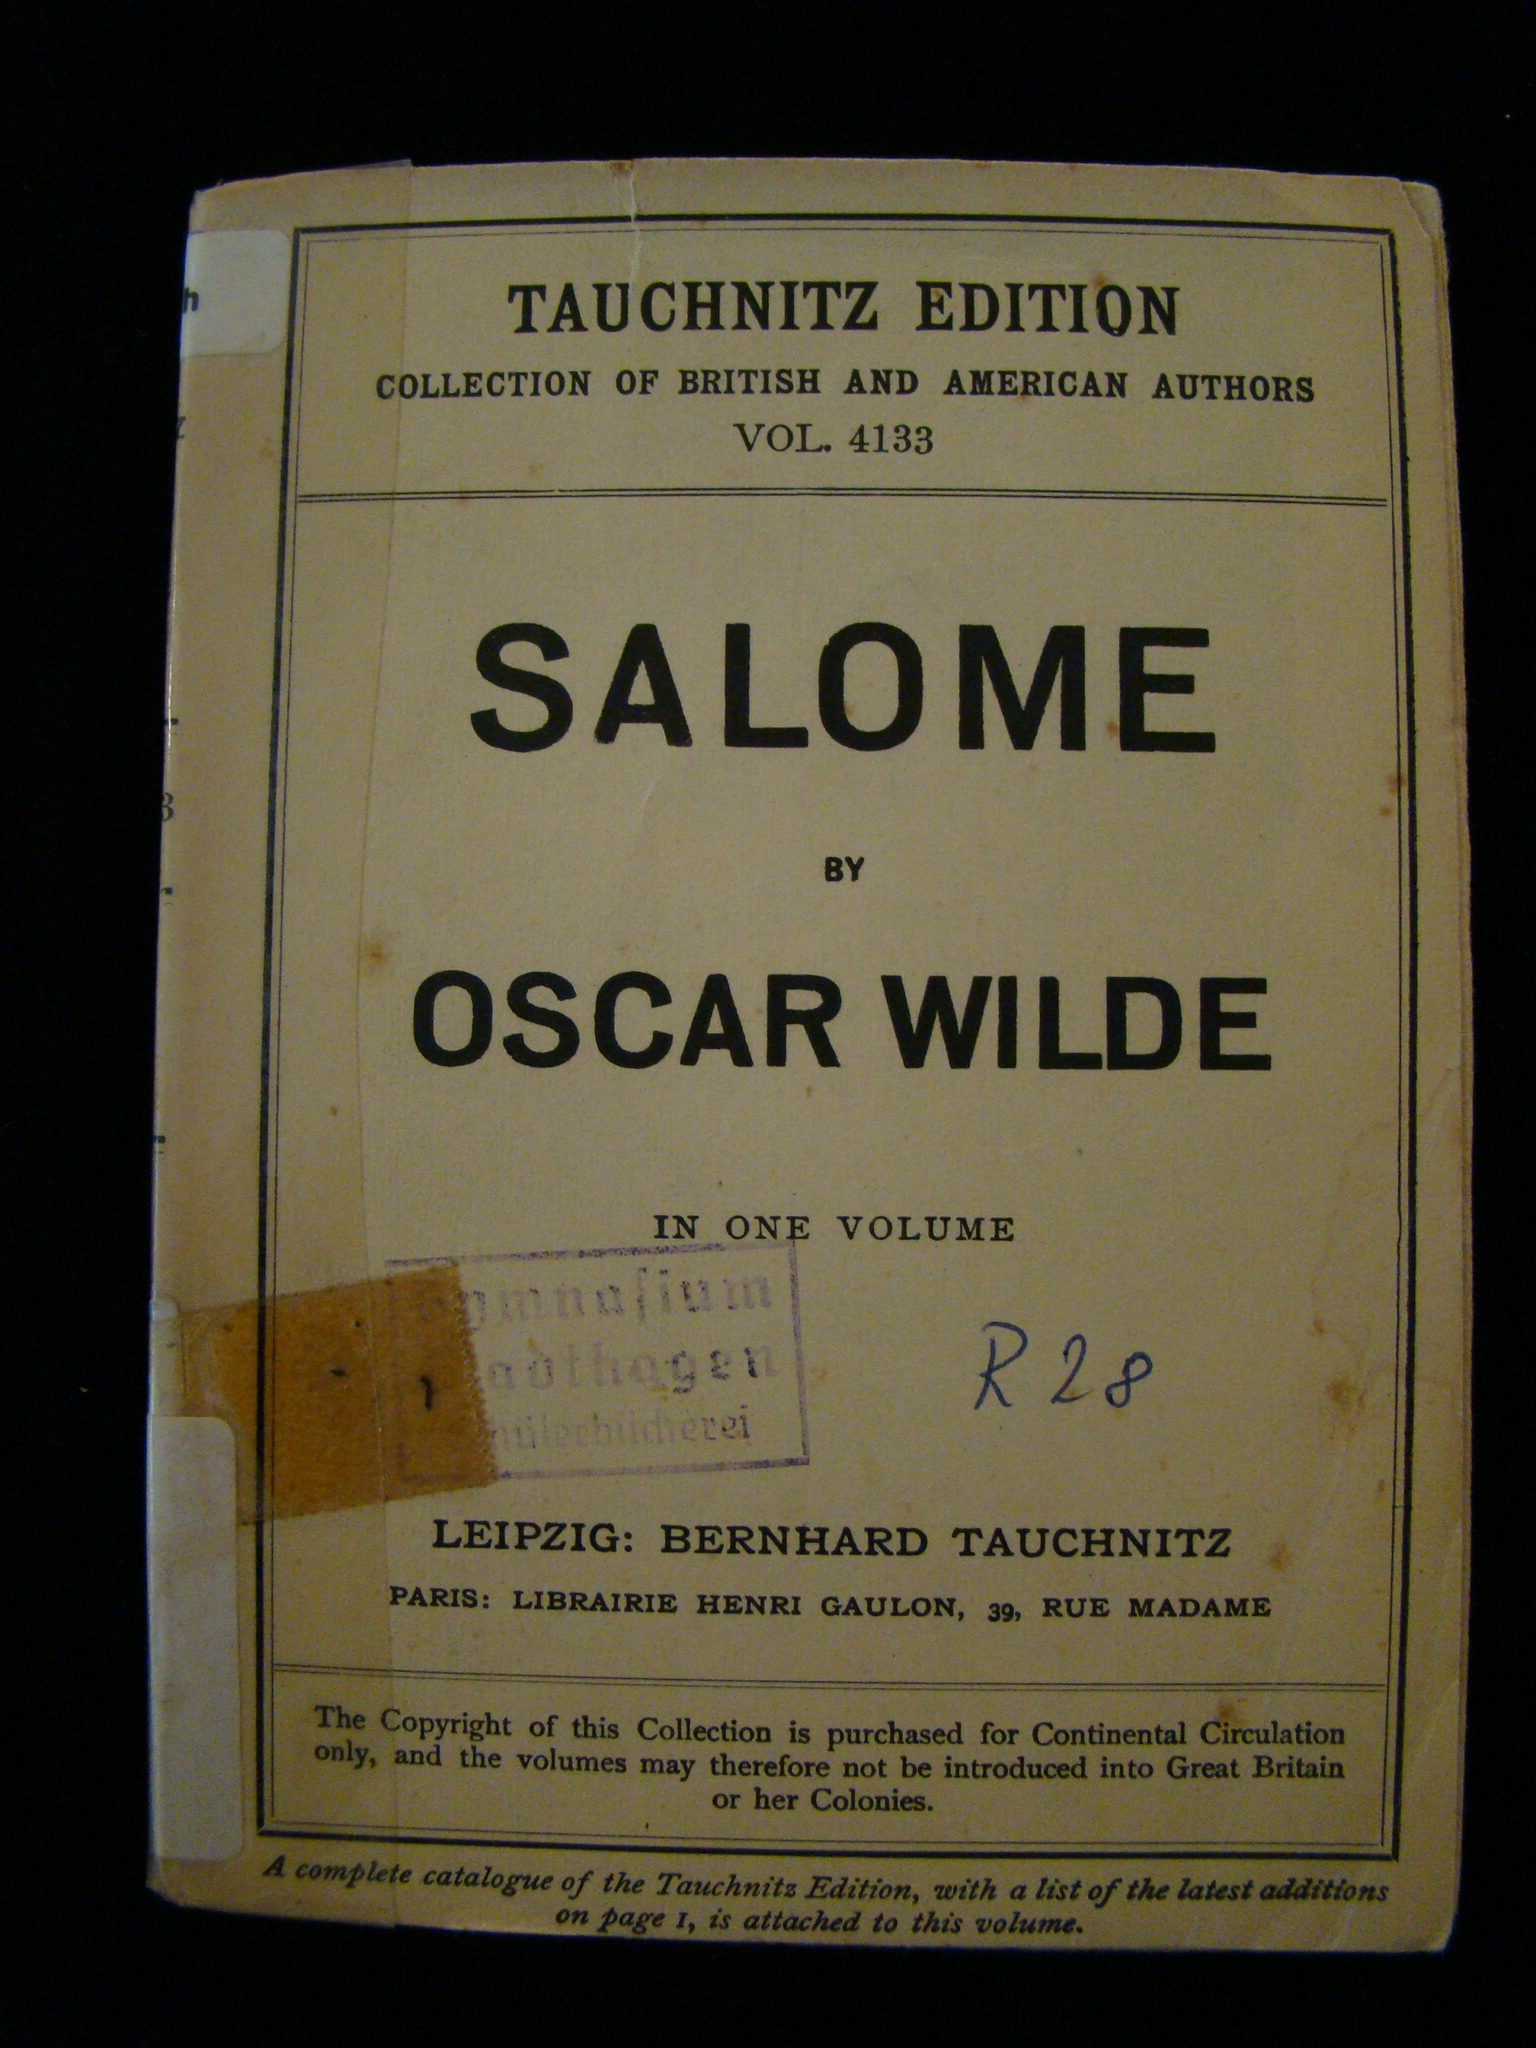 TAUCHNITZ EDITION
COLLECTION OF BRITISH AND AMERICAN AUTHORS
VOL. 4133
SALOME
BY
OSCAR WILDE
IN ONE VOLUME
R 28
LEIPZIG: BERNHARD TAUCHNITZ
PARIS: LIBRAIRIE HENRI GAULON, 39, RUE MADAME
The Copyright of this Collection is purchased for Continental Circulation
only, and the volumes may therefore not be introduced into Great Britain
or her Colonies.
A complete catalogue of the Tauchnitz Edition, with a list of the latest additions
on page 1, is attached to this volume.